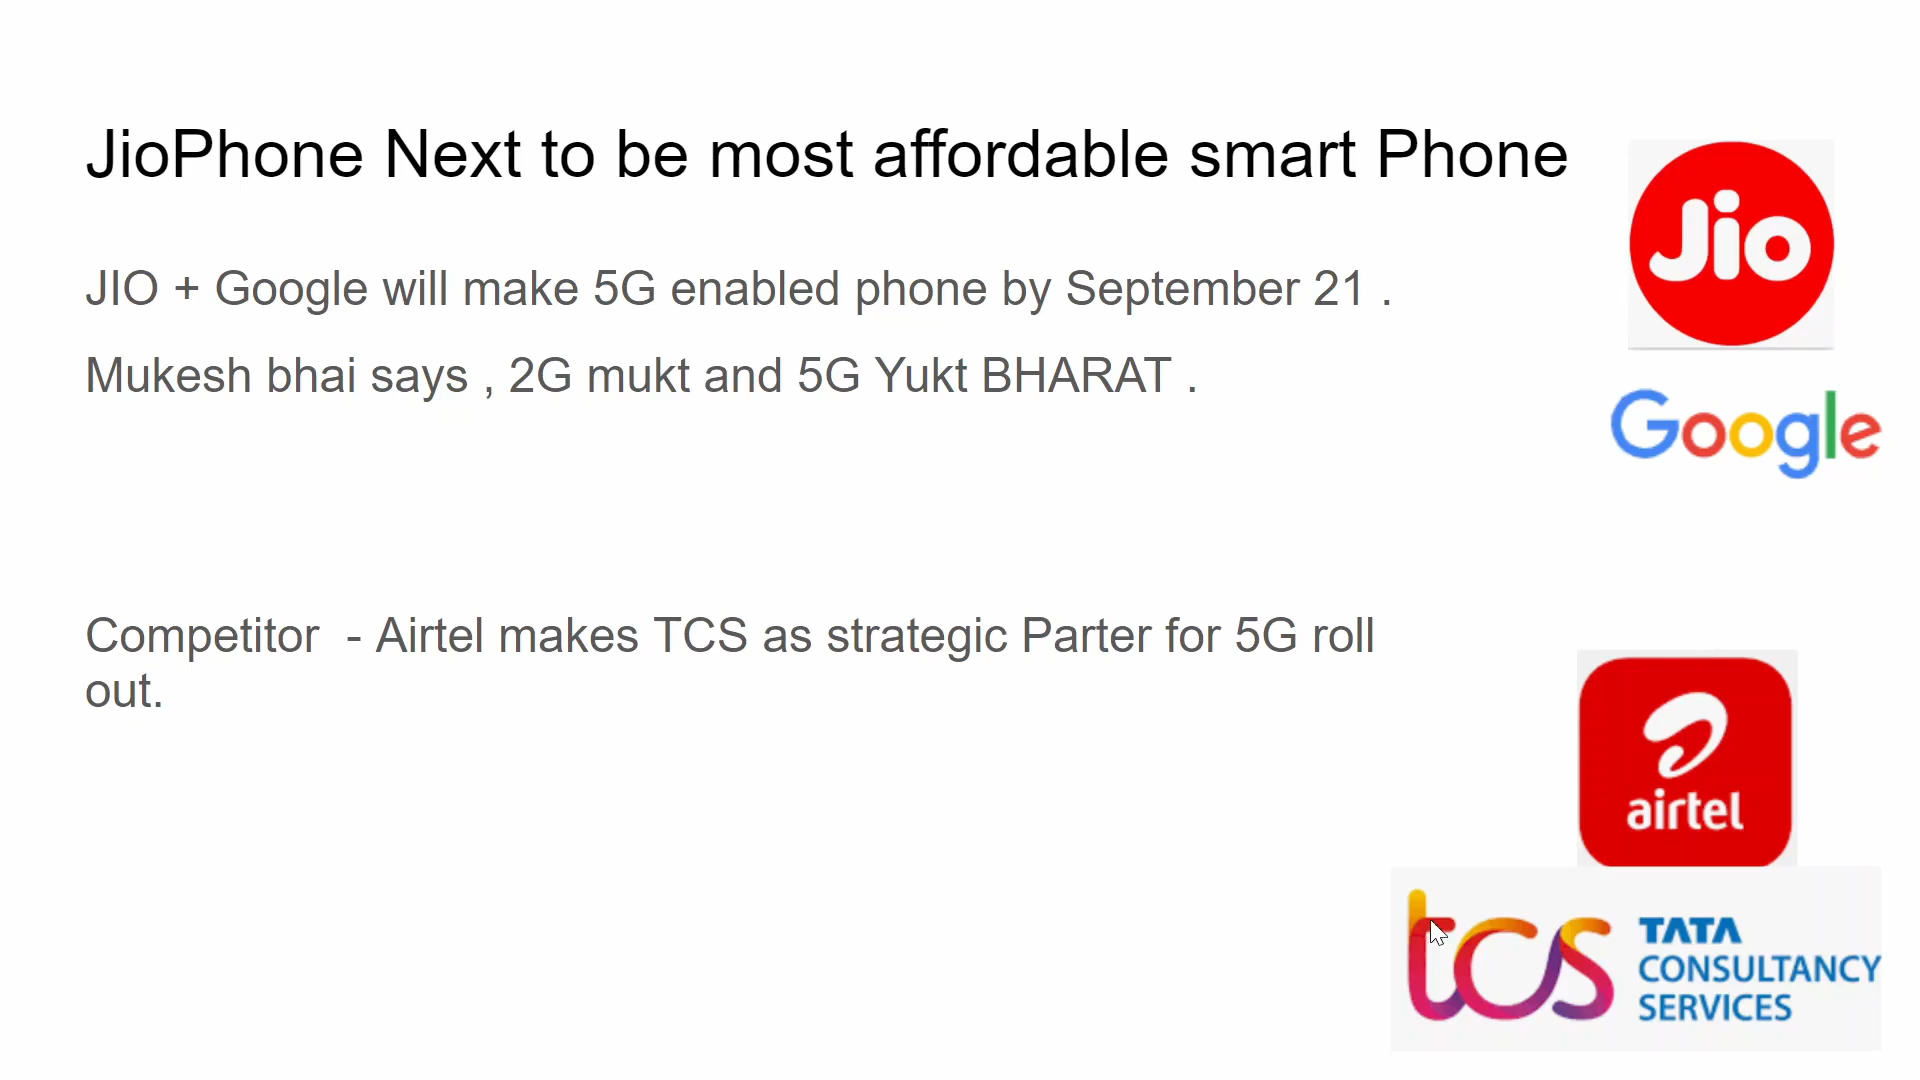 JioPhone Next to be most affordable smart Phone
Jio
JIO + Google will make 5G enabled phone by September 21 .
Mukesh bhai says , 2G mukt and 5G Yukt BHARAT .
Google
Competitor  - Airtel makes TCS as strategic Parter for 5G roll
out.
airtel
tcs
TATA
CONSULTANCY
SERVICES